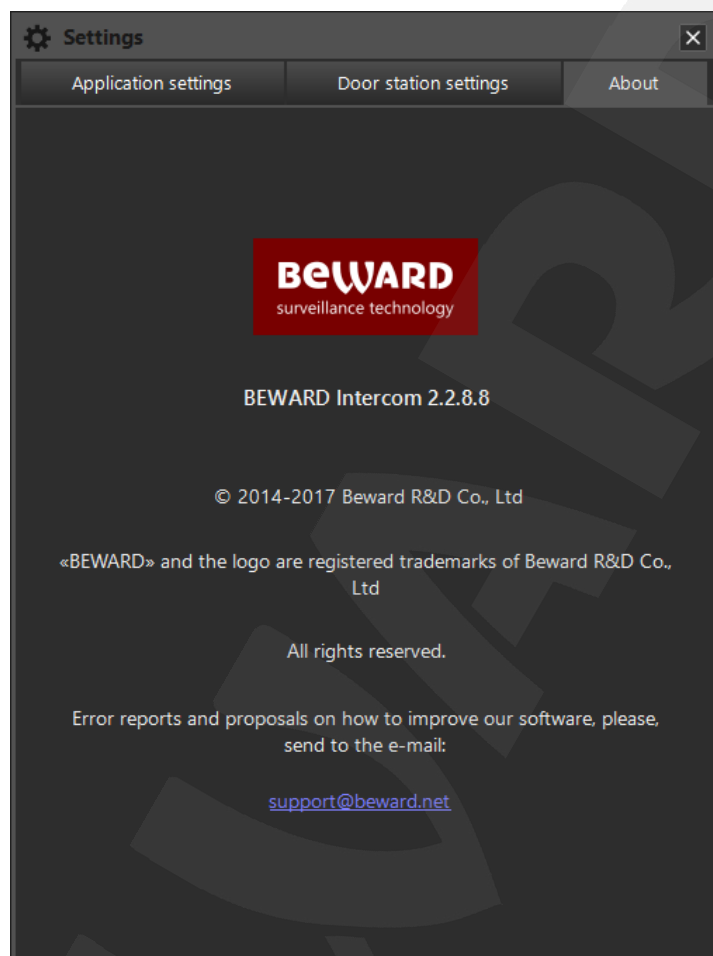 Settings
Application settings Door station settings About
BEWARD
surveillance technology
BEWARD Intercom 2.2.8.8
© 2014-2017 Beward R&D Co., Ltd
«BEWARD» and the logo are registered trademarks of Beward R&D Co.,
Ltd
All rights reserved.
Error reports and proposals on how to improve our software, please,
send to the e-mail:
support@beward.net